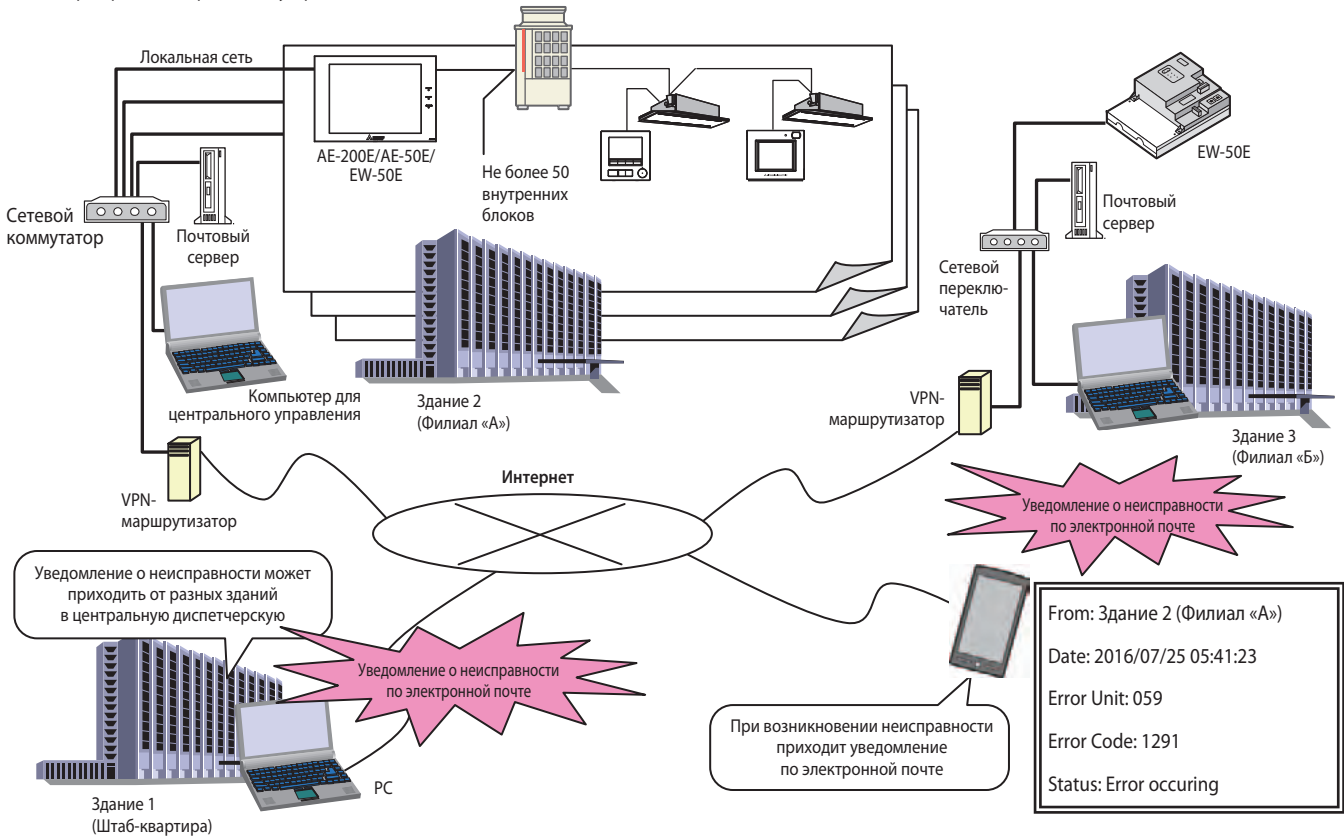 Локальная сеть
AE-200E/AE-50E/
EW-50E
Не более 50
внутренних
блоков
EW-50E
Сетевой
коммутатор
Почтовый
сервер
Почтовый
сервер
Сетевой
переклю-
чатель
Компьютер для
центрального управления
Здание 2
(Филиал «А»)
VPN-
маршрутизатор
Здание 3
(Филиал «Б»)
VPN-
маршрутизатор
Интернет
Уведомление о неисправности
по электронной почте
Уведомление о неисправности может
приходить от разных зданий
в центральную диспетчерскую
Уведомление о неисправности
по электронной почте
From: Здание 2 (Филиал «А»)
Date: 2016/07/25 05:41:23
Error Unit: 059
Error Code: 1291
Status: Error occuring
При возникновении неисправности
приходит уведомление
по электронной почте
PC
Здание 1
(Штаб-квартира)